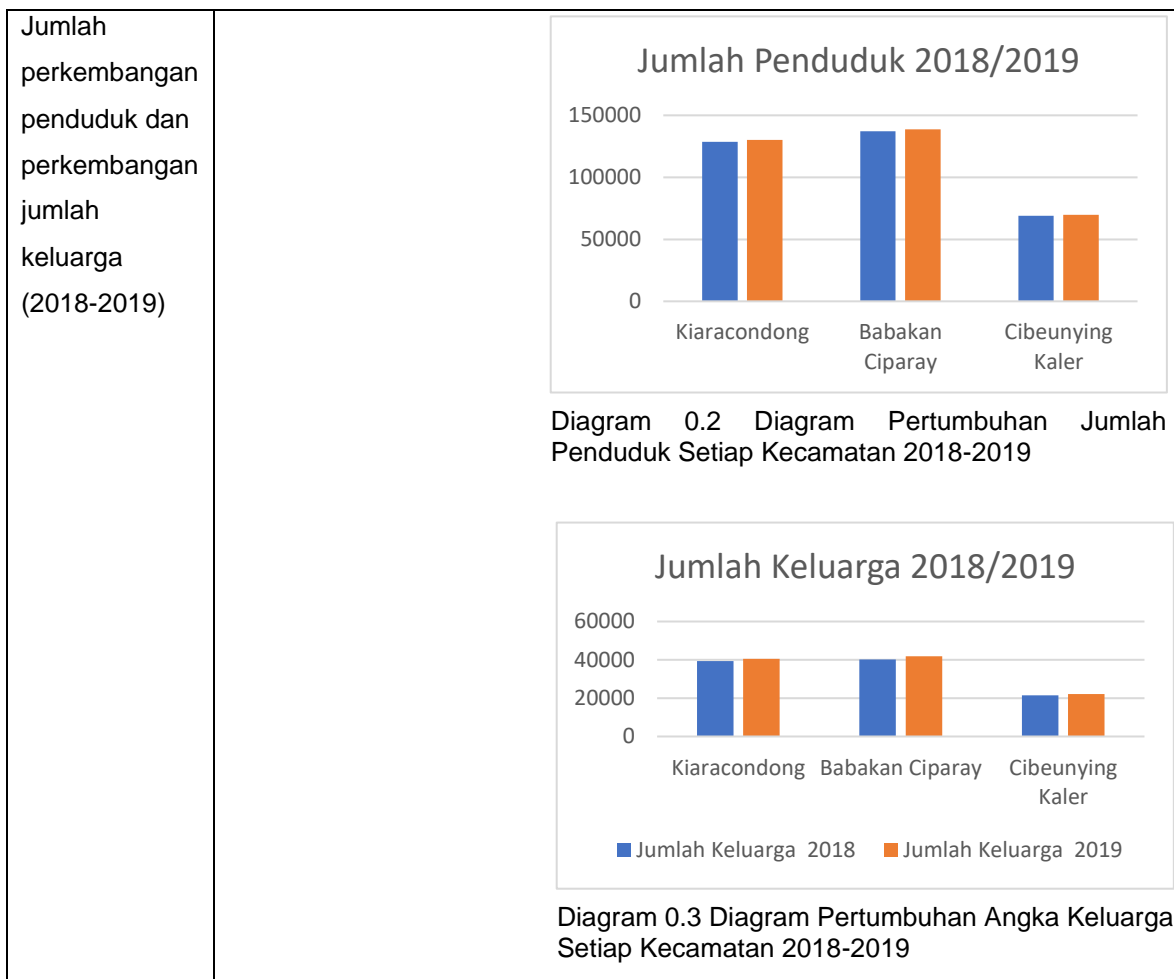 Jumlah
perkembangan
penduduk dan
perkembangan
jumlah
keluarga
(2018-2019)
Jumlah Penduduk 2018/2019
150000
100000
50000
0
Kiaracondong Babakan Ciparay Cibeunying Kaler
Diagram 0.2 Diagram Pertumbuhan Jumlah
Penduduk Setiap Kecamatan 2018-2019
Jumlah Keluarga 2018/2019
60000
40000
20000
0
Kiaracondong Babakan Ciparay Cibeunying Kaler
Jumlah Keluarga 2018 Jumlah Keluarga 2019
Diagram 0.3 Diagram Pertumbuhan Angka Keluarga
Setiap Kecamatan 2018-2019